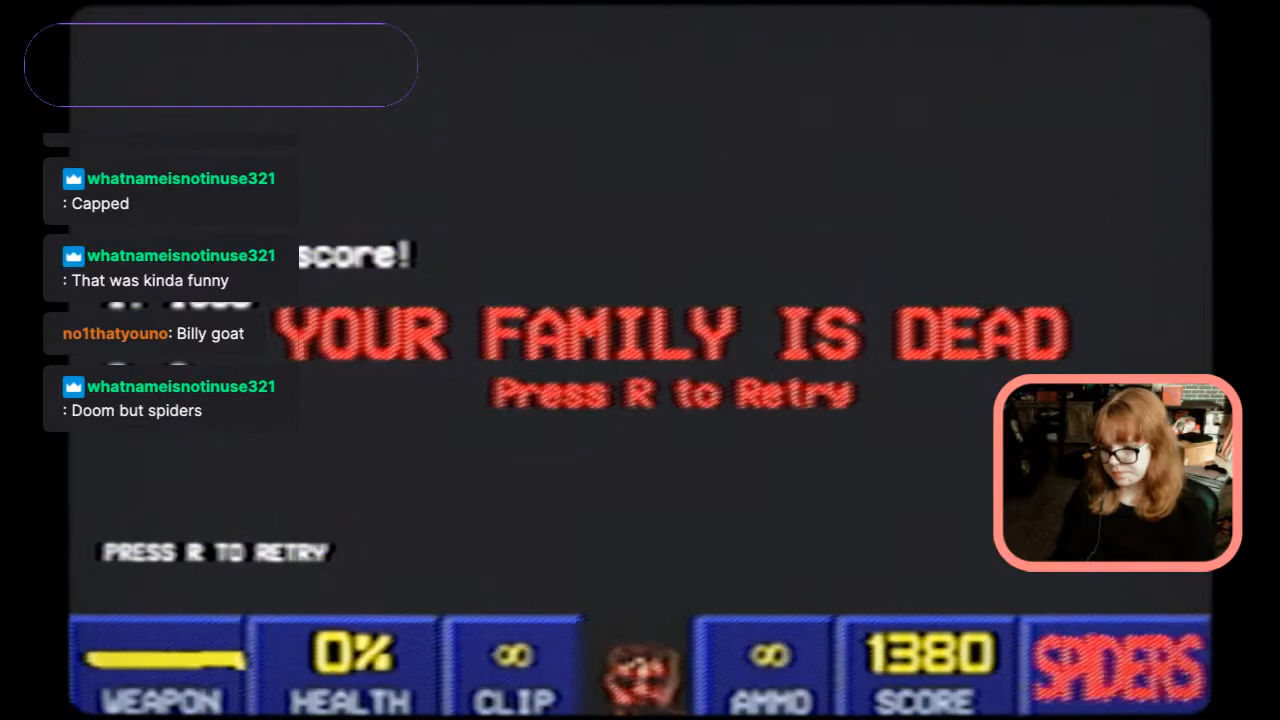 whatnameisnotinuse321
: Capped
whatnameisnotinuse321
: That was kinda funny
score!
no1thatyouno: Billy goat
YOUR FAMILY IS DEAD
Press R to Retry
whatnameisnotinuse321
: Doom but spiders
PRESS R TO RETRY
0%
∞
∞
1380
SPIDERS
WEAPON
HEALTH
CLIP
AMMO
SCORE